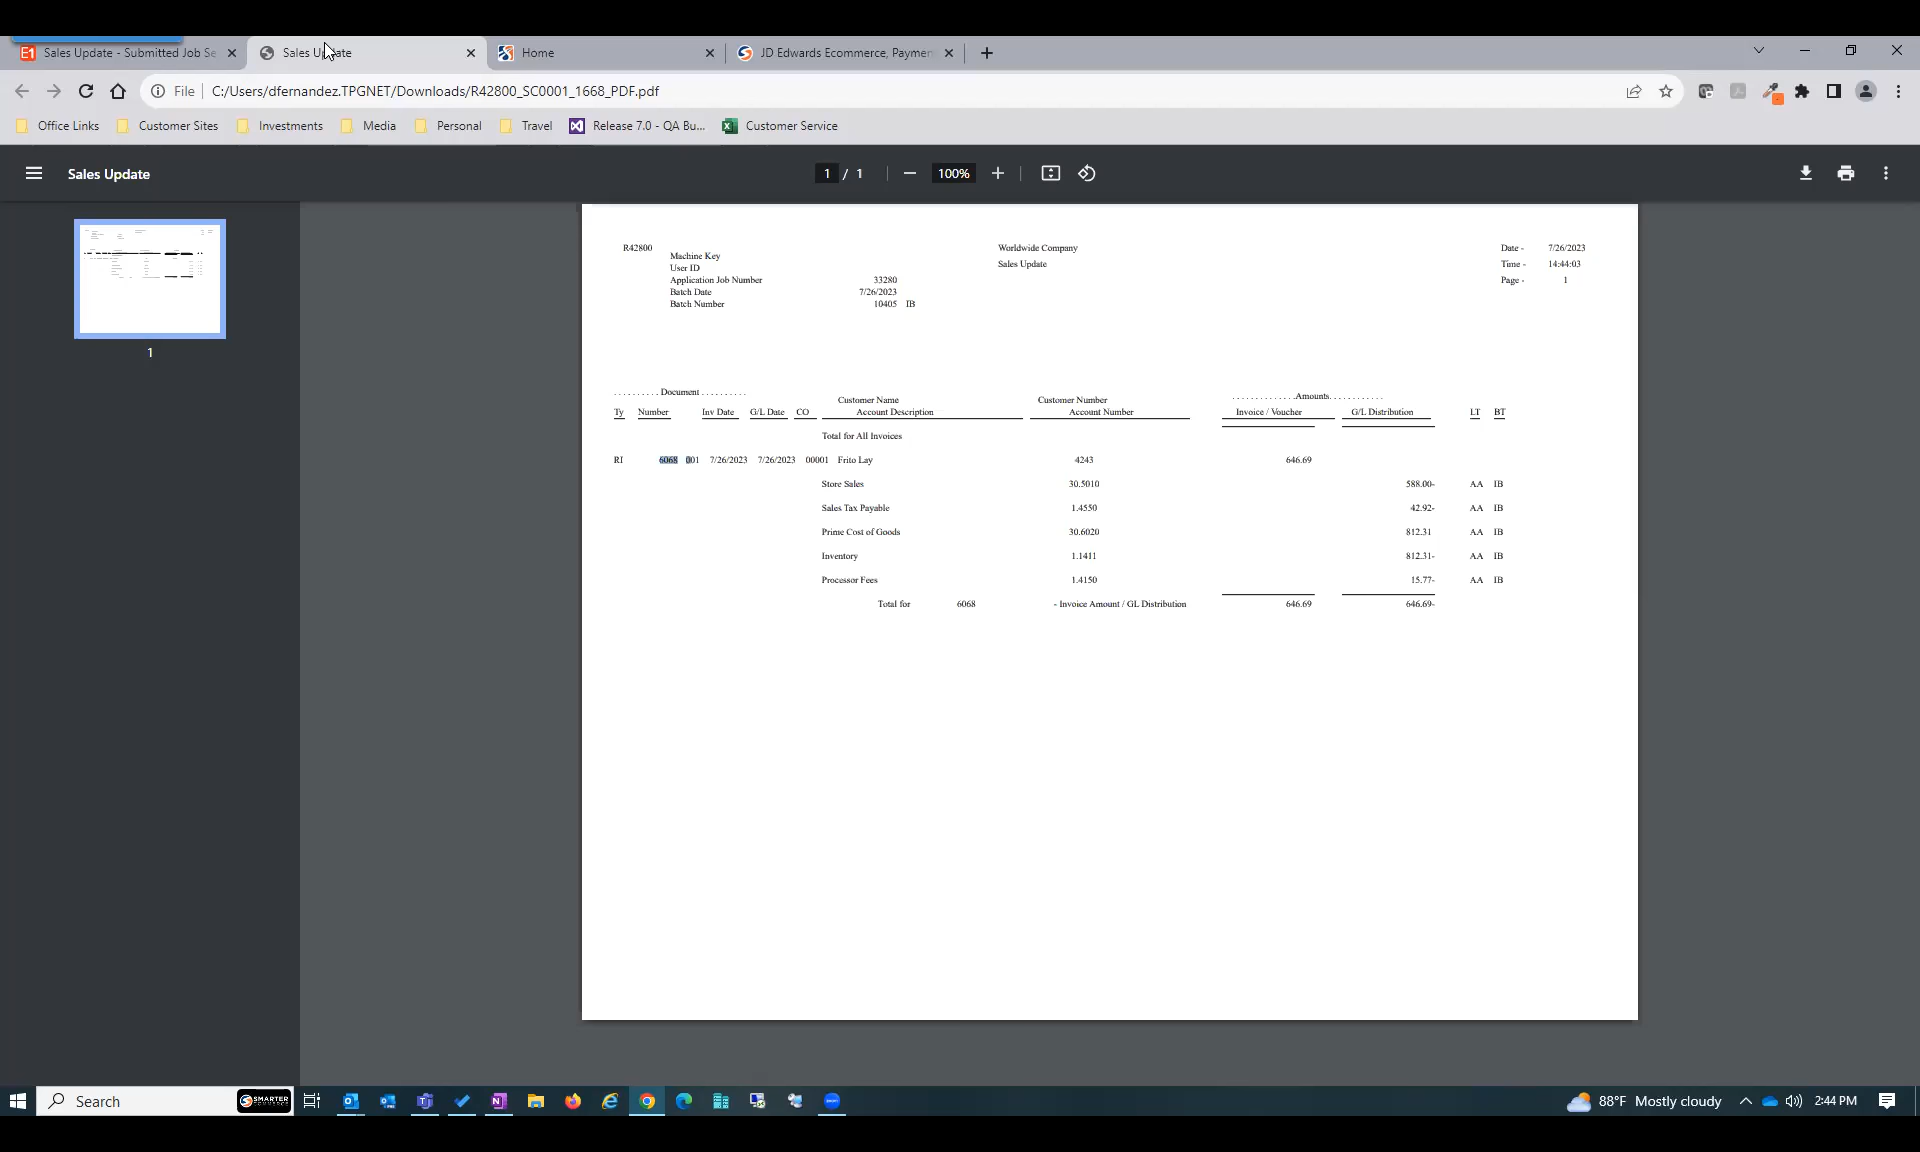 Sales Update - Submitted Job Se
Sales Update
Home
JD Edwards Ecommerce, Paymen
File C:/Users/dfernandez.TPGNET/Downloads/R42800_SC0001_1668_PDF.pdf
Office Links Customer Sites Investments Media Personal Travel Release 7.0 - QA Bu... Customer Service
Sales Update 1 / 1 100%
1
R42800 Worldwide Company Date - 7/26/2023
Machine Key
Sales Update Time - 14:44:03
User ID
Application Job Number 33280 Page - 1
Batch Date 7/26/2023
Batch Number 10405 IB
. . . . . . . . . . Document . . . . . . . . . .
. . . . . . . . . . . . . .Amounts. . . . . . . . . . . .
Customer Name Customer Number
Ty Number Inv Date G/L Date CO Account Description Account Number Invoice / Voucher G/L Distribution LT BT
Total for All Invoices
RI 6068 001 7/26/2023 7/26/2023 00001 Frito Lay 4243 646.69
Store Sales 30.5010 588.00- AA IB
Sales Tax Payable 1.4550 42.92- AA IB
Prime Cost of Goods 30.6020 812.31 AA IB
Inventory 1.1411 812.31- AA IB
Processor Fees 1.4150 15.77- AA IB
Total for 6068 - Invoice Amount / GL Distribution 646.69 646.69-
Search SMARTER 88°F Mostly cloudy 2:44 PM